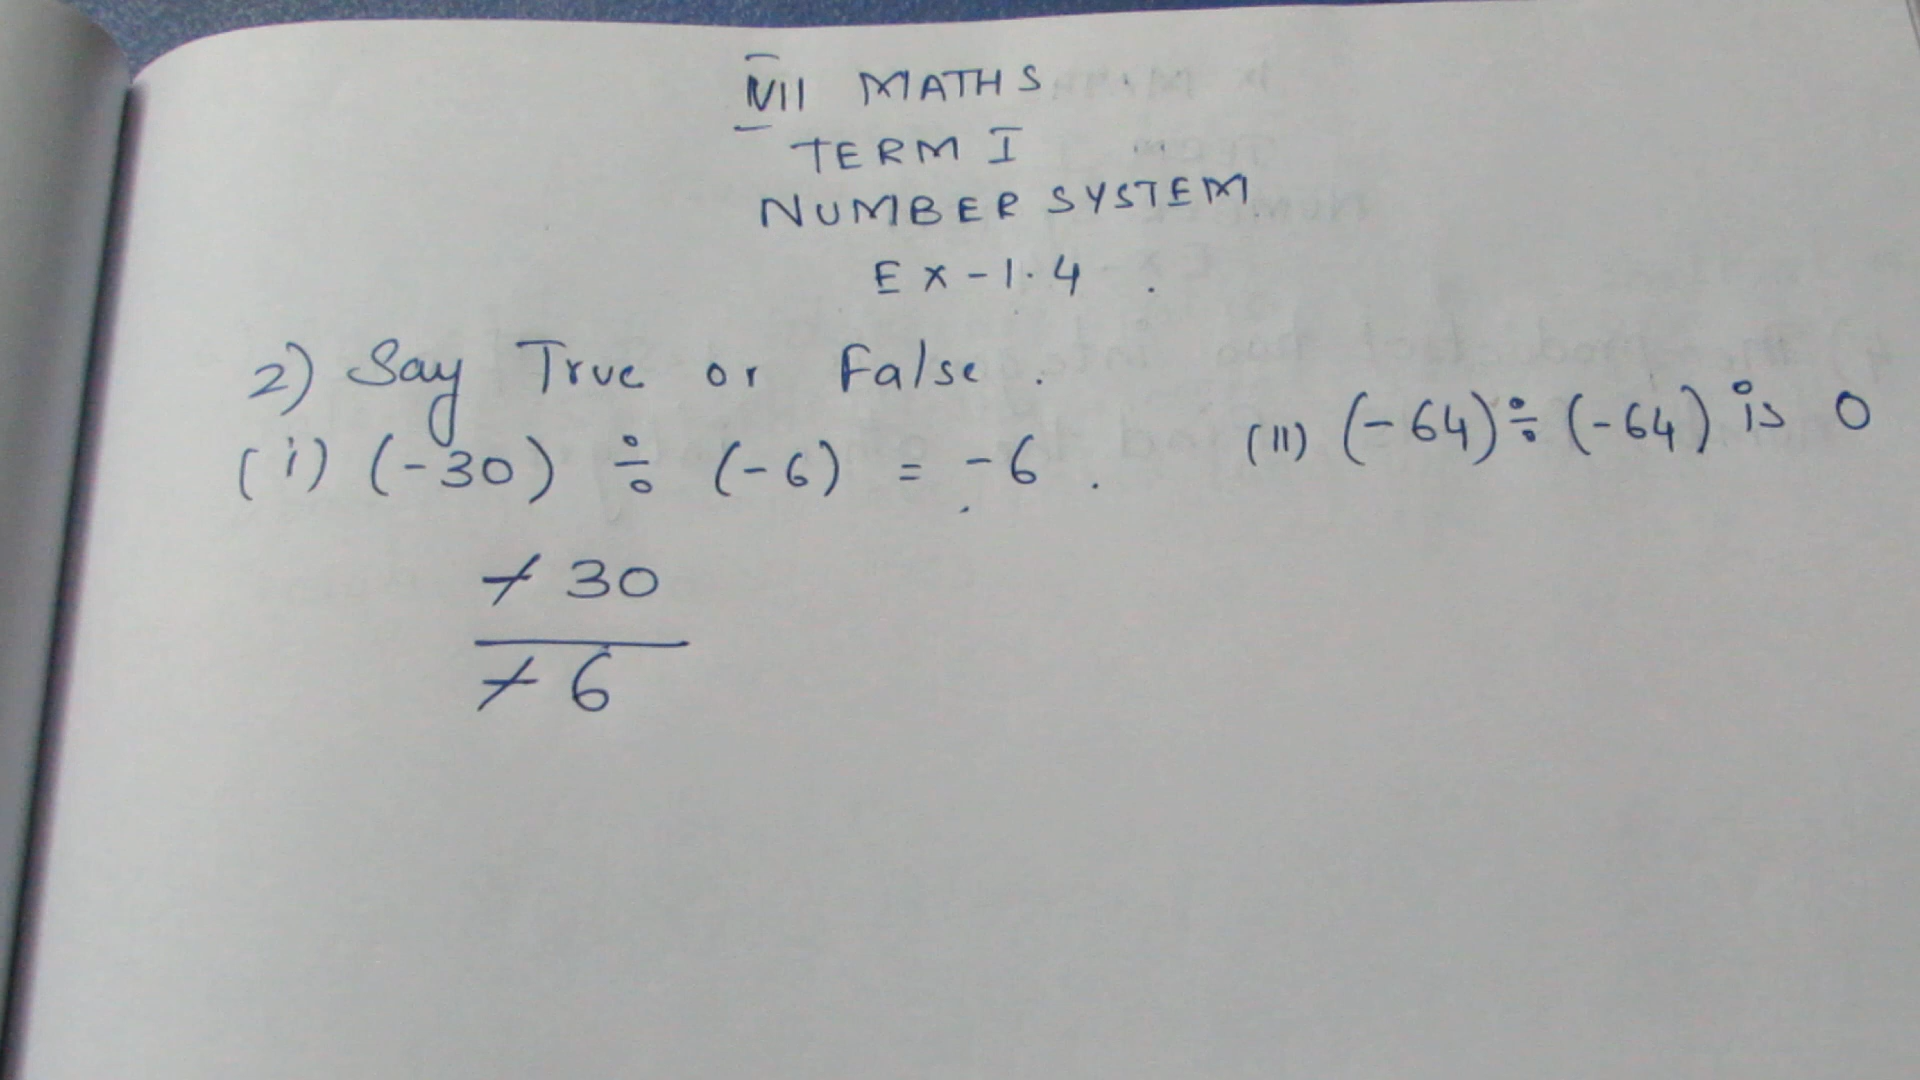 VII MATHS
TERM I
NUMBER SYSTEM
EX-1.4.
2) Say True or False.
(i) (-30) ÷ (-6) = -6.
(ii) (-64) ÷ (-64) is 0
-30
-6